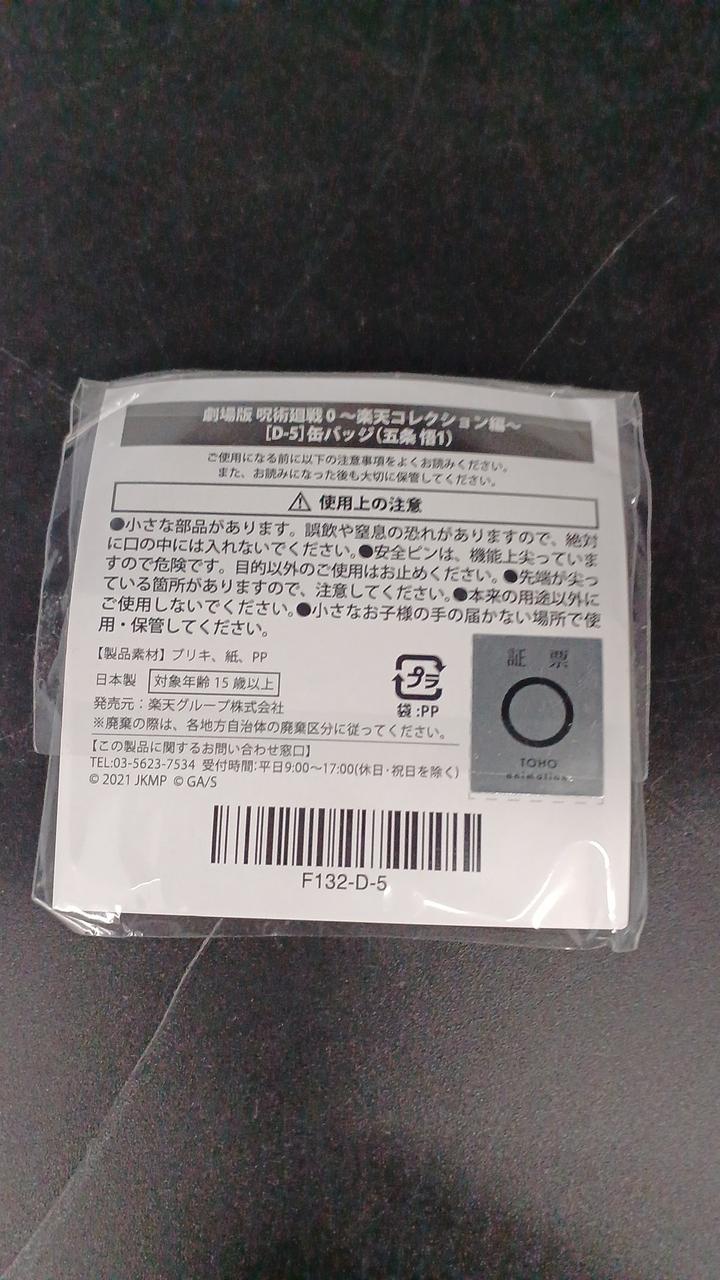 劇場版 呪術廻戦 0 ～楽天コレクション編～
[D-5]缶バッジ(五条 悟1)
ご使用になる前に以下の注意事項をよくお読みください。
また、お読みになった後も大切に保管してください。
⚠ 使用上の注意
●小さな部品があります。誤飲や窒息の恐れがありますので、絶対
に口の中には入れないでください。●安全ピンは、機能上尖っていま
すので危険です。目的以外のご使用はお止めください。●先端が尖っ
ている箇所がありますので、注意してください。●本来の用途以外に
ご使用しないでください。●小さなお子様の手の届かない場所で使
用・保管してください。
【製品素材】ブリキ、紙、PP
日本製 対象年齢 15 歳以上
発売元：楽天グループ株式会社
※廃棄の際は、各地方自治体の廃棄区分に従ってください。
プラ
袋:PP
証 票
TOHO
animation
【この製品に関するお問い合わせ窓口】
TEL:03-5623-7534 受付時間:平日9:00～17:00(休日・祝日を除く)
© 2021 JKMP © GA/S
F132-D-5